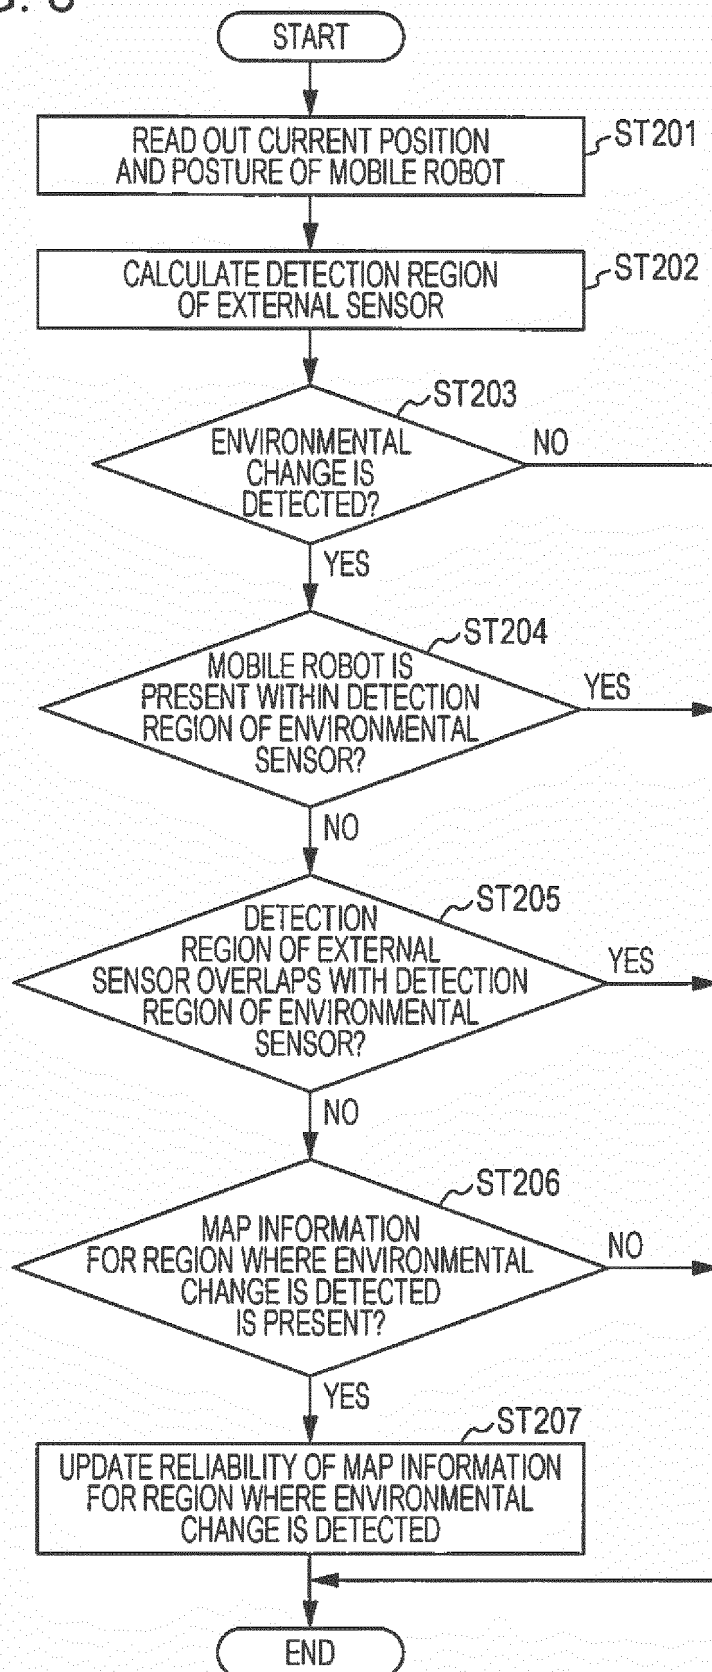 START
READ OUT CURRENT POSITION
AND POSTURE OF MOBILE ROBOT
ST201
CALCULATE DETECTION REGION
OF EXTERNAL SENSOR
ST202
ST203
ENVIRONMENTAL
CHANGE IS
DETECTED?
NO
YES
ST204
MOBILE ROBOT IS
PRESENT WITHIN DETECTION
REGION OF ENVIRONMENTAL
SENSOR?
YES
NO
ST205
DETECTION
REGION OF EXTERNAL
SENSOR OVERLAPS WITH DETECTION
REGION OF ENVIRONMENTAL
SENSOR?
YES
NO
ST206
MAP INFORMATION
FOR REGION WHERE ENVIRONMENTAL
CHANGE IS DETECTED
IS PRESENT?
NO
YES
ST207
UPDATE RELIABILITY OF MAP INFORMATION
FOR REGION WHERE ENVIRONMENTAL
CHANGE IS DETECTED
END